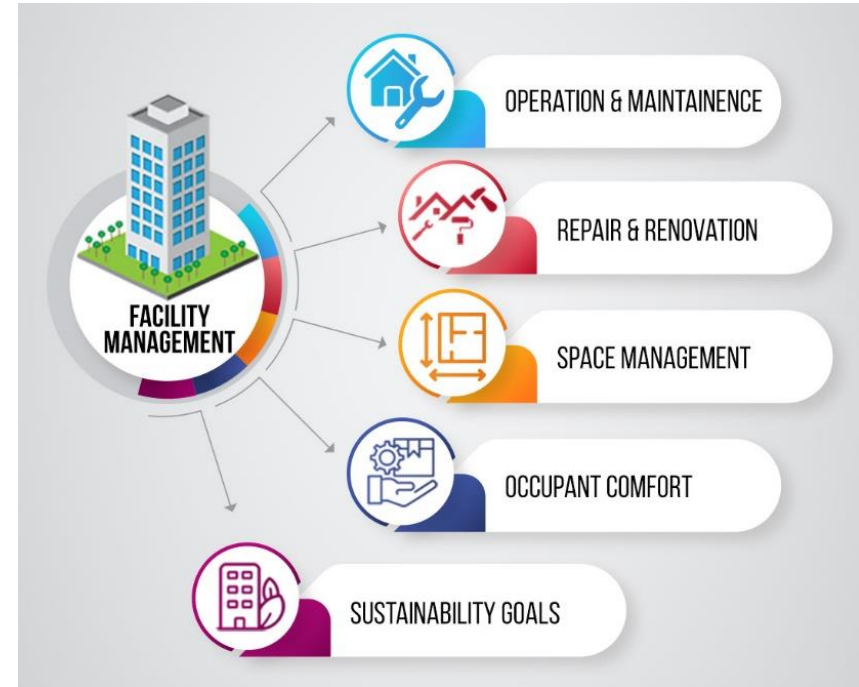 FACILITY
MANAGEMENT
OPERATION & MAINTAINENCE
REPAIR & RENOVATION
SPACE MANAGEMENT
OCCUPANT COMFORT
SUSTAINABILITY GOALS